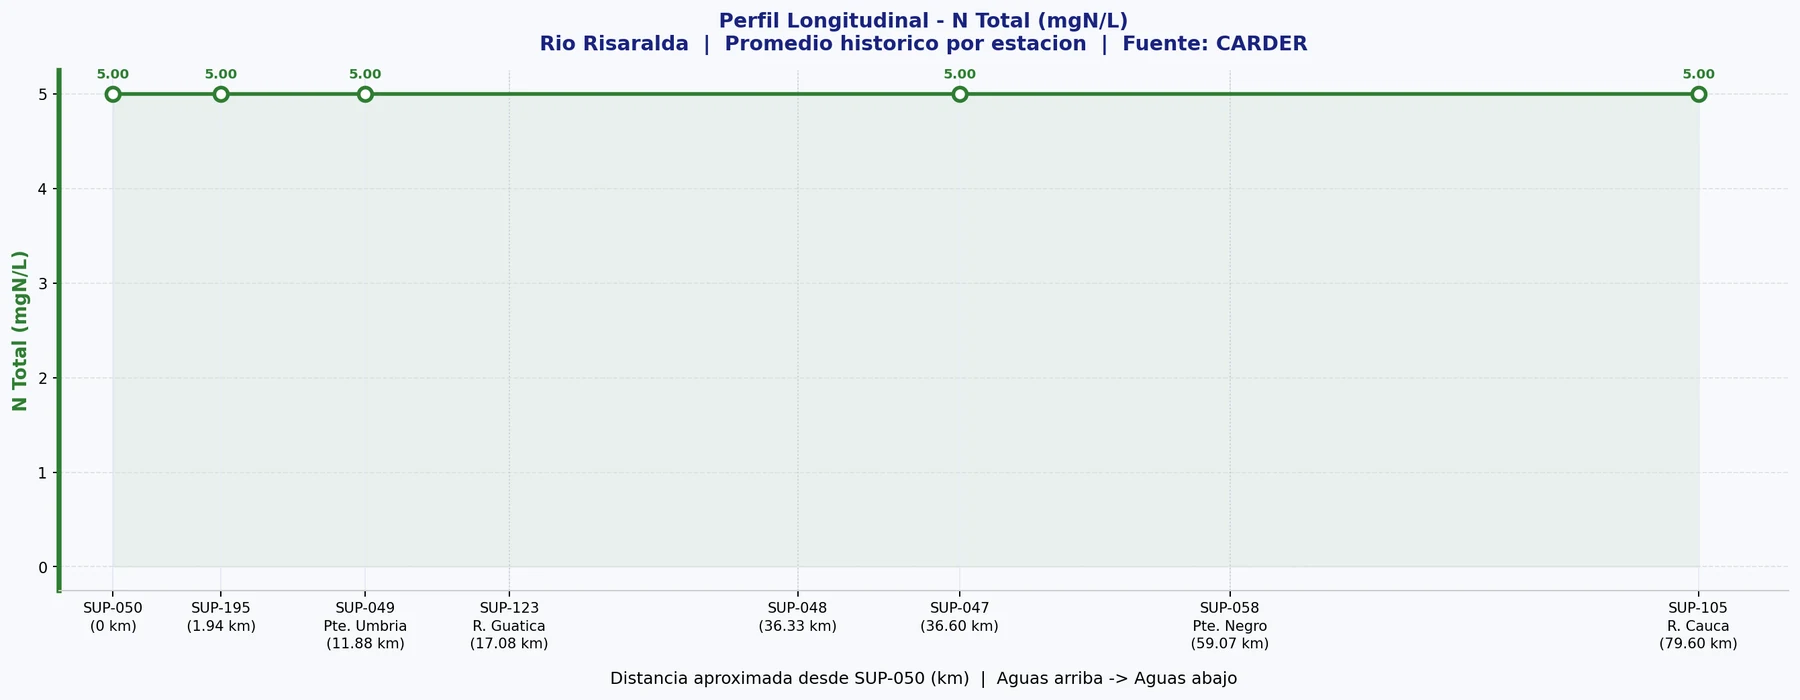 Perfil Longitudinal - N Total (mgN/L)
Rio Risaralda | Promedio historico por estacion | Fuente: CARDER
5.00 5.00 5.00 5.00 5.00
N Total (mgN/L)
5
4
3
2
1
0
SUP-050 SUP-195 SUP-049 SUP-123 SUP-048 SUP-047 SUP-058 SUP-105
(0 km) (1.94 km) Pte. Umbria R. Guatica (36.33 km) (36.60 km) Pte. Negro R. Cauca
(11.88 km) (17.08 km) (59.07 km) (79.60 km)
Distancia aproximada desde SUP-050 (km) | Aguas arriba -> Aguas abajo